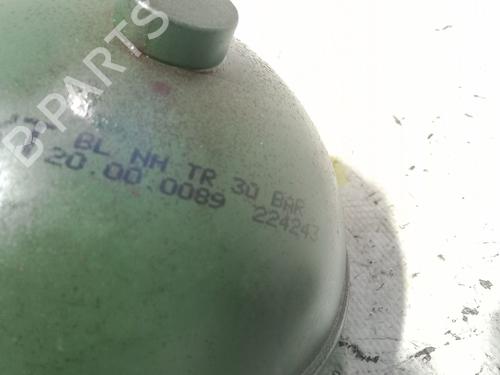 B-PARTS
BL NH TR 30 BAR
20.00.0089 224243